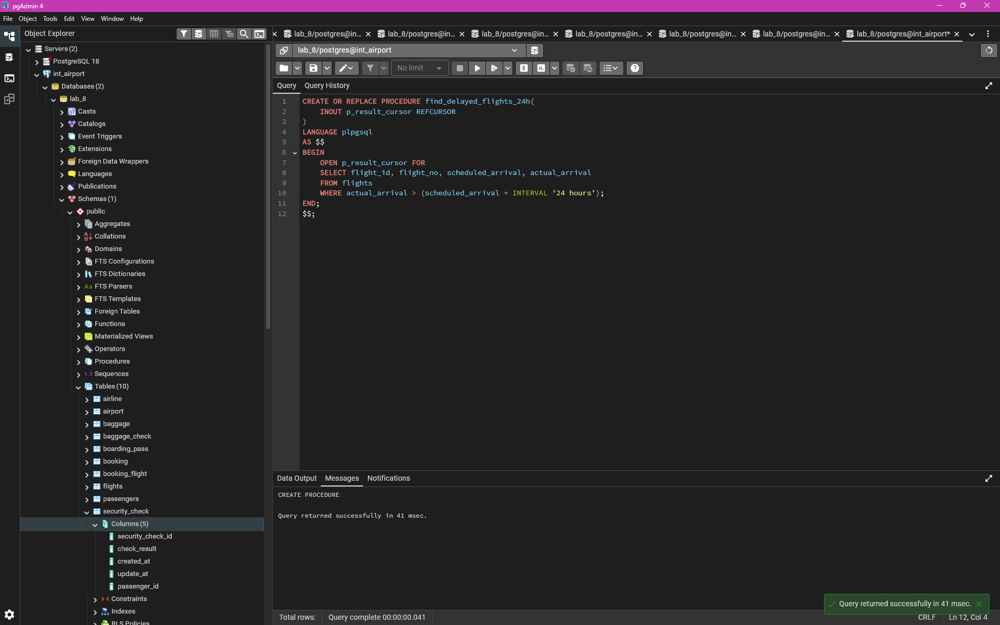 pgAdmin 4
File Object Tools Edit View Window Help
Object Explorer
lab_8/postgres@in... lab_8/postgres@in... lab_8/postgres@in... lab_8/postgres@in... lab_8/postgres@in... lab_8/postgres@in... lab_8/postgres@int_airport*
lab_8/postgres@int_airport
No limit
E
Query Query History
1 CREATE OR REPLACE PROCEDURE find_delayed_flights_24h(
2 INOUT p_result_cursor REFCURSOR
3 )
4 LANGUAGE plpgsql
5 AS $$
6 BEGIN
7 OPEN p_result_cursor FOR
8 SELECT flight_id, flight_no, scheduled_arrival, actual_arrival
9 FROM flights
10 WHERE actual_arrival > (scheduled_arrival + INTERVAL '24 hours');
11 END;
12 $$;
Servers (2)
PostgreSQL 18
int_airport
Databases (2)
lab_8
Casts
Catalogs
Event Triggers
Extensions
Foreign Data Wrappers
Languages
Publications
Schemas (1)
public
Aggregates
Collations
Domains
FTS Configurations
FTS Dictionaries
Aa FTS Parsers
FTS Templates
Foreign Tables
Functions
Materialized Views
Operators
Procedures
1..3 Sequences
Tables (10)
airline
airport
baggage
baggage_check
boarding_pass
booking
booking_flight
flights
passengers
security_check
Columns (5)
security_check_id
check_result
created_at
update_at
passenger_id
Constraints
Indexes
RLS Policies
Data Output Messages Notifications
CREATE PROCEDURE
Query returned successfully in 41 msec.
Query returned successfully in 41 msec.
Total rows: Query complete 00:00:00.041 CRLF Ln 12, Col 4